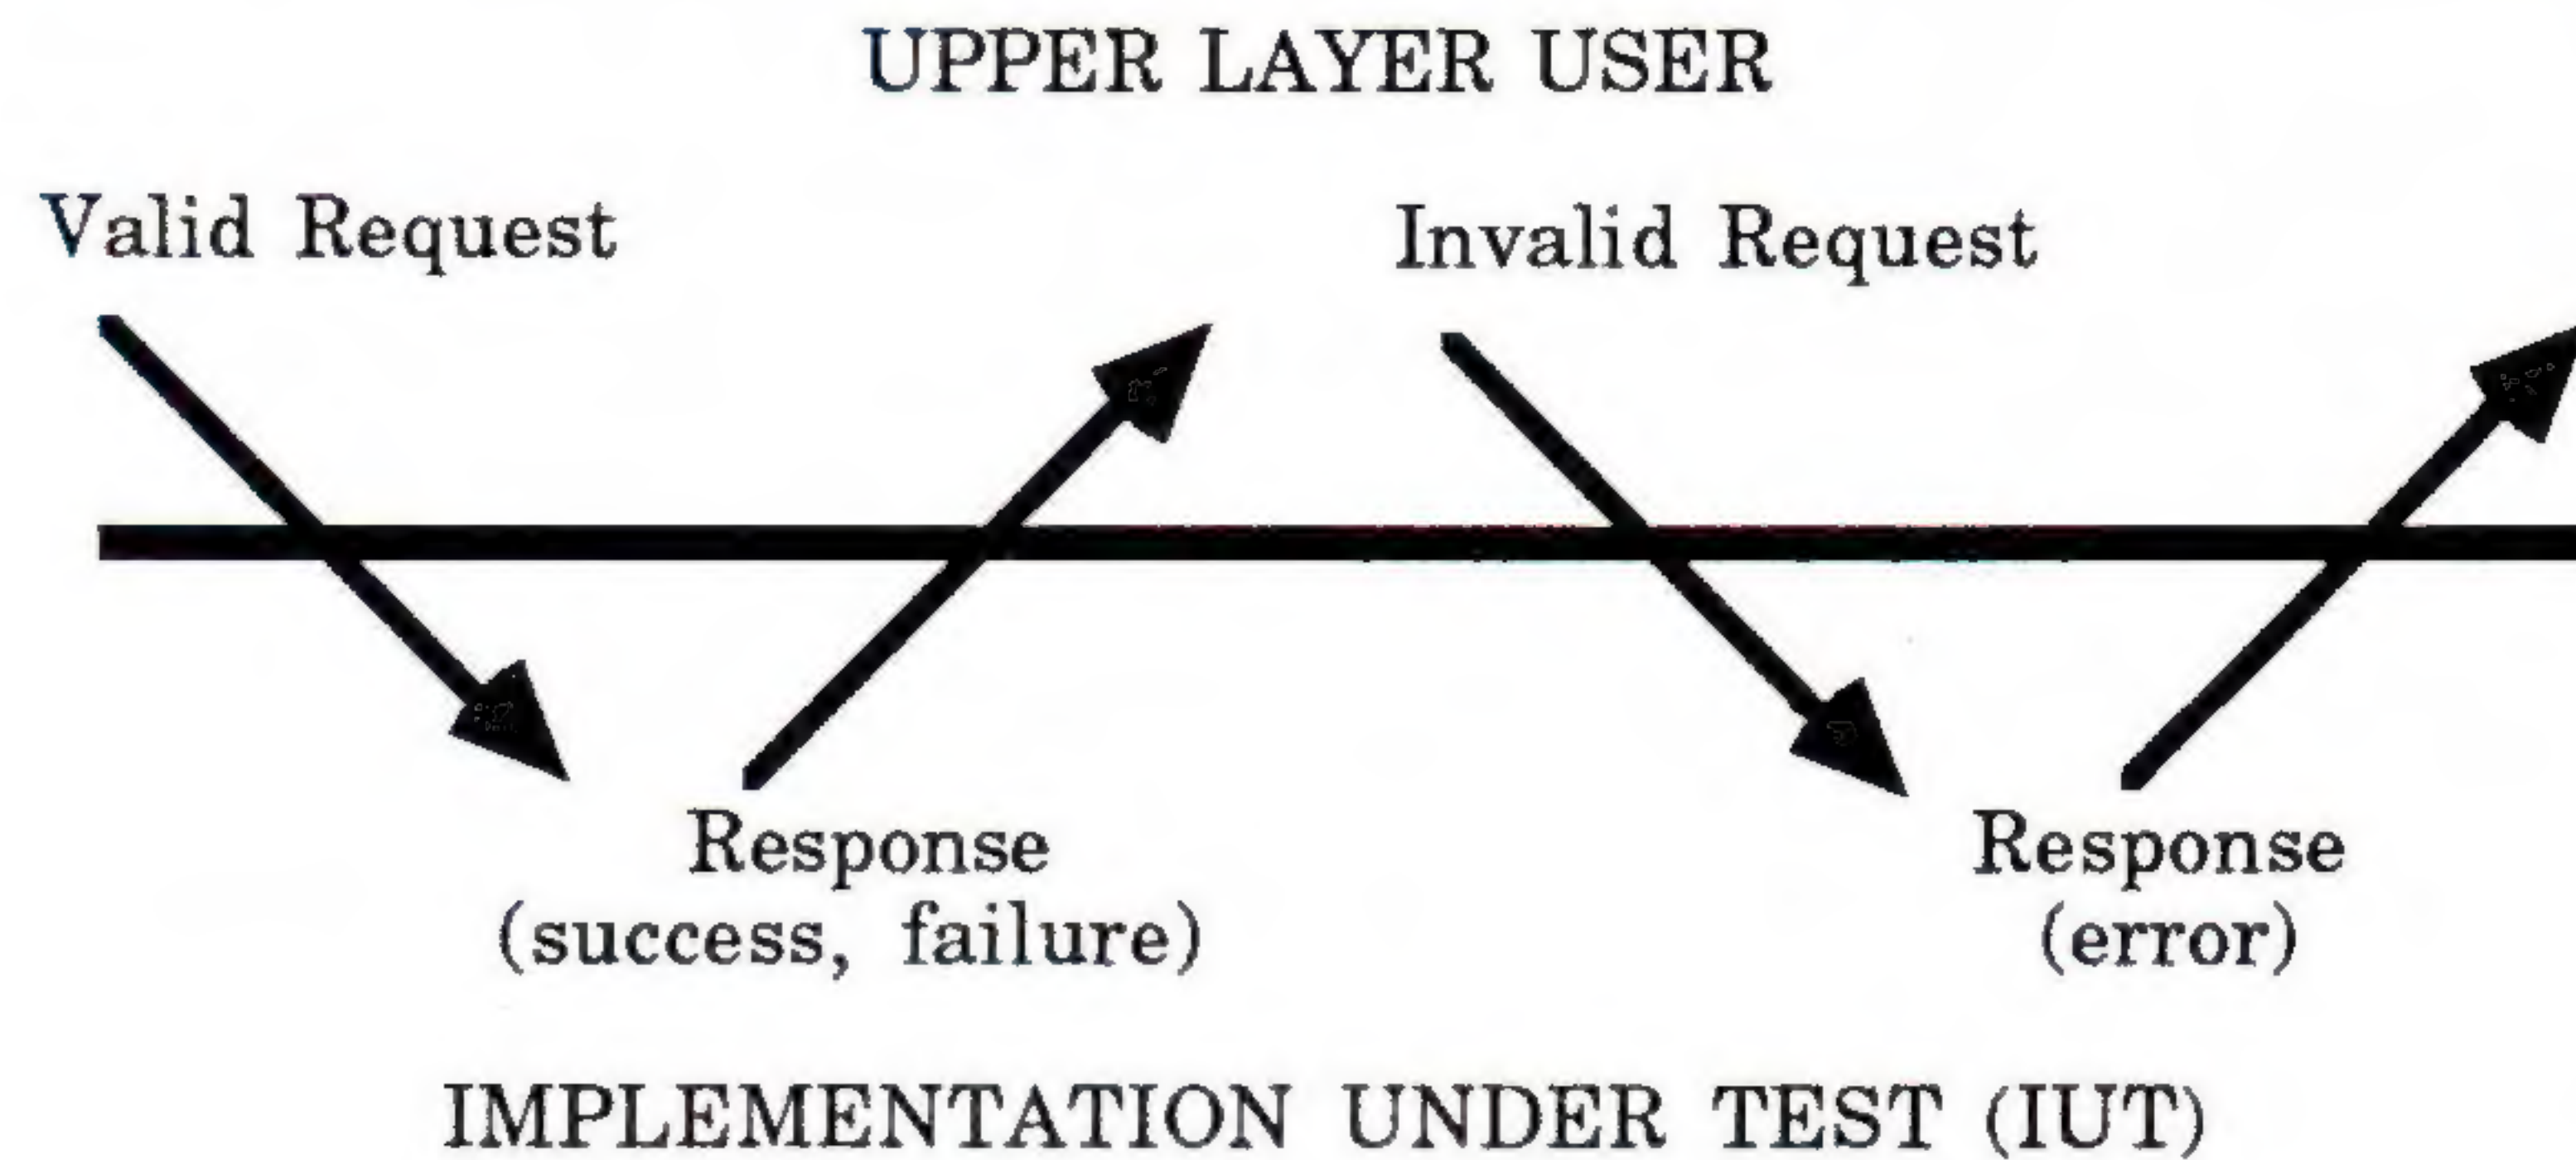 UPPER LAYER USER
Valid Request
Invalid Request
Response
(success, failure)
Response
(error)
IMPLEMENTATION UNDER TEST (IUT)